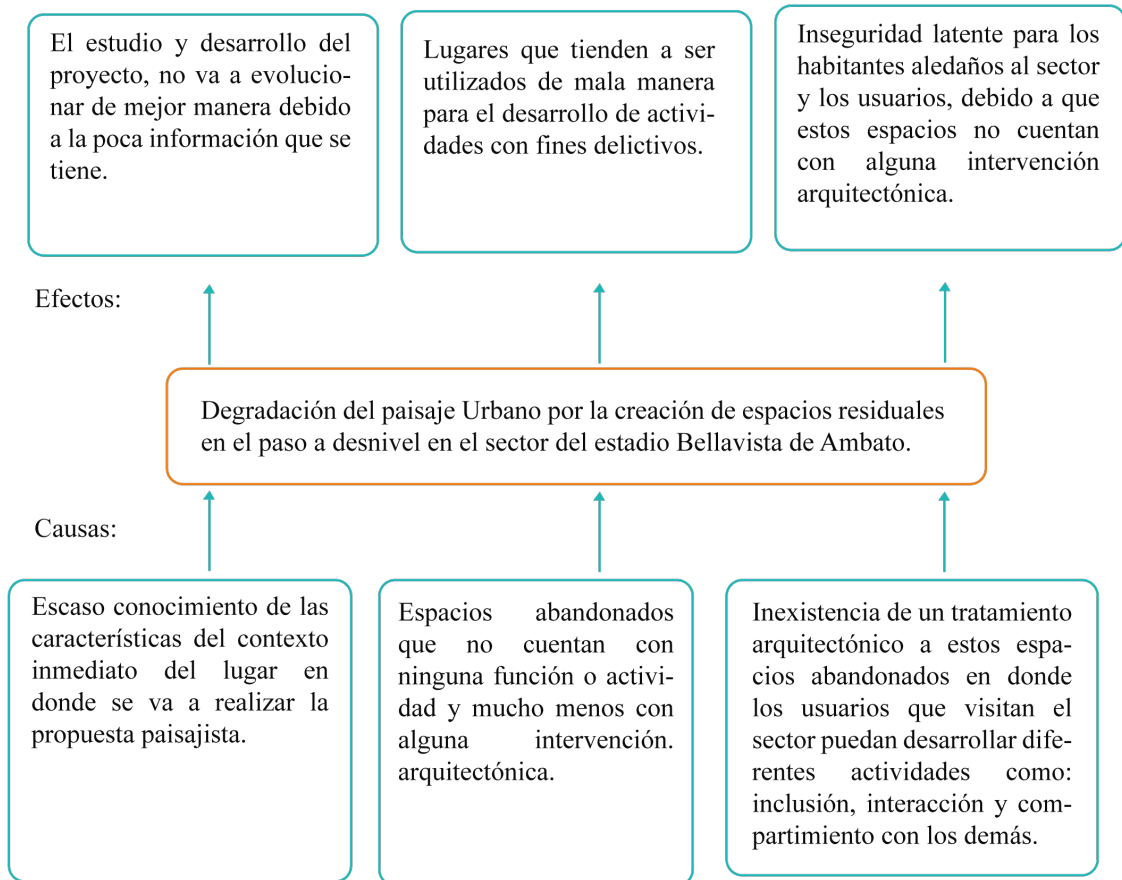 El estudio y desarrollo del
proyecto, no va a evolucio-
nar de mejor manera debido
a la poca información que se
tiene.
Lugares que tienden a ser
utilizados de mala manera
para el desarrollo de activi-
dades con fines delictivos.
Inseguridad latente para los
habitantes aledaños al sector
y los usuarios, debido a que
estos espacios no cuentan
con alguna intervención
arquitectónica.
Efectos:
Degradación del paisaje Urbano por la creación de espacios residuales
en el paso a desnivel en el sector del estadio Bellavista de Ambato.
Causas:
Escaso conocimiento de las
características del contexto
inmediato del lugar en
donde se va a realizar la
propuesta paisajista.
Espacios abandonados
que no cuentan con
ninguna función o activi-
dad y mucho menos con
alguna intervención.
arquitectónica.
Inexistencia de un tratamiento
arquitectónico a estos espa-
cios abandonados en donde
los usuarios que visitan el
sector puedan desarrollar dife-
rentes actividades como:
inclusión, interacción y com-
partimiento con los demás.